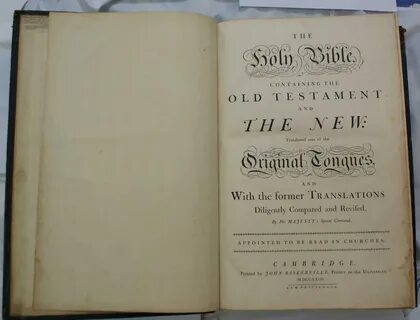 THE
Holy Bible,
CONTAINING THE
OLD TESTAMENT
AND
THE NEW:
Translated out of the
Original Tongues,
AND
With the former TRANSLATIONS
Diligently Compared and Revised,
By His MAJESTY's Special Command.
APPOINTED TO BE READ IN CHURCHES.
CAMBRIDGE,
Printed by JOHN BASKERVILLE, Printer to the University.
MDCCLXIII.